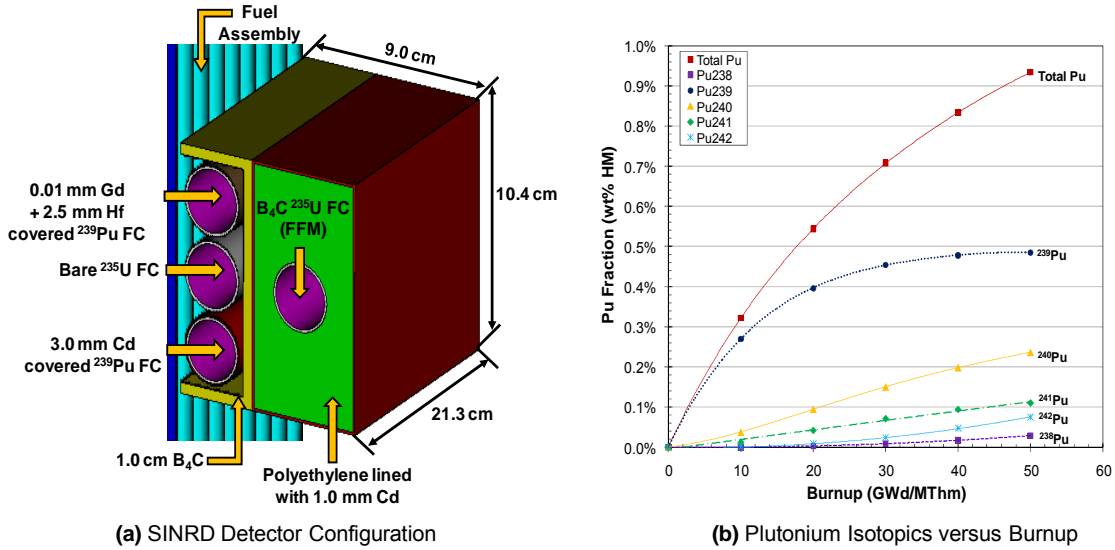 Fuel
Assembly
9.0 cm
10.4 cm
0.01 mm Gd
+ 2.5 mm Hf
covered ²³⁹Pu FC
B₄C ²³⁵U FC
(FFM)
Bare ²³⁵U FC
3.0 mm Cd
covered ²³⁹Pu FC
21.3 cm
1.0 cm B₄C
Polyethylene lined
with 1.0 mm Cd
(a) SINRD Detector Configuration
Pu Fraction (wt% HM)
1.0%
0.9%
0.8%
0.7%
0.6%
0.5%
0.4%
0.3%
0.2%
0.1%
0.0%
Total Pu
Pu238
Pu239
Pu240
Pu241
Pu242
Total Pu
²³⁹Pu
²⁴⁰Pu
²⁴¹Pu
²⁴²Pu
²³⁸Pu
0 10 20 30 40 50 60
Burnup (GWd/MThm)
(b) Plutonium Isotopics versus Burnup